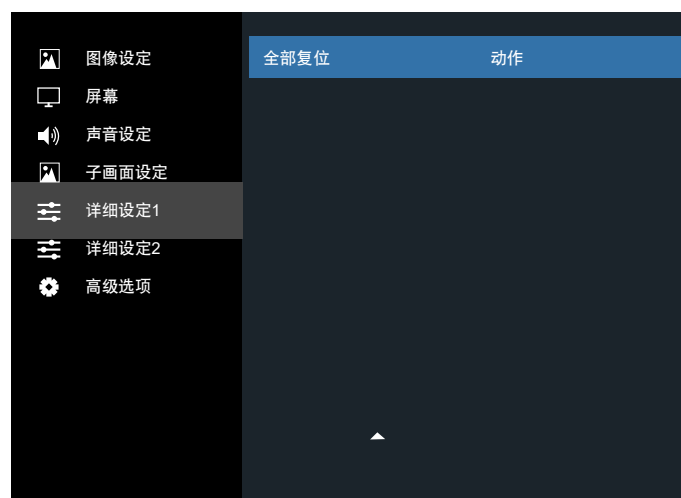 图像设定
屏幕
声音设定
子画面设定
详细设定1
详细设定2
高级选项
全部复位 动作